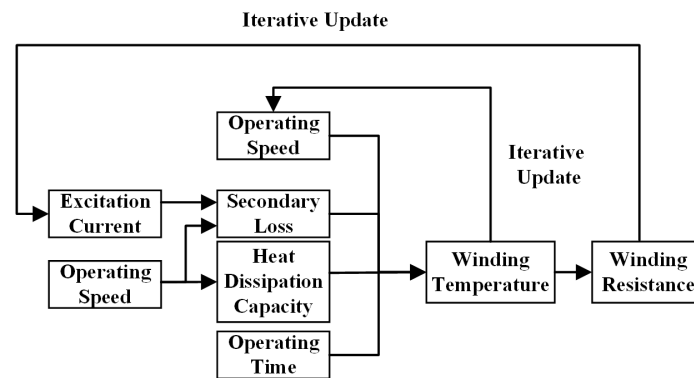 Iterative Update
Operating
Speed
Iterative
Update
Excitation
Current
Secondary
Loss
Operating
Speed
Heat
Dissipation
Capacity
Winding
Temperature
Winding
Resistance
Operating
Time